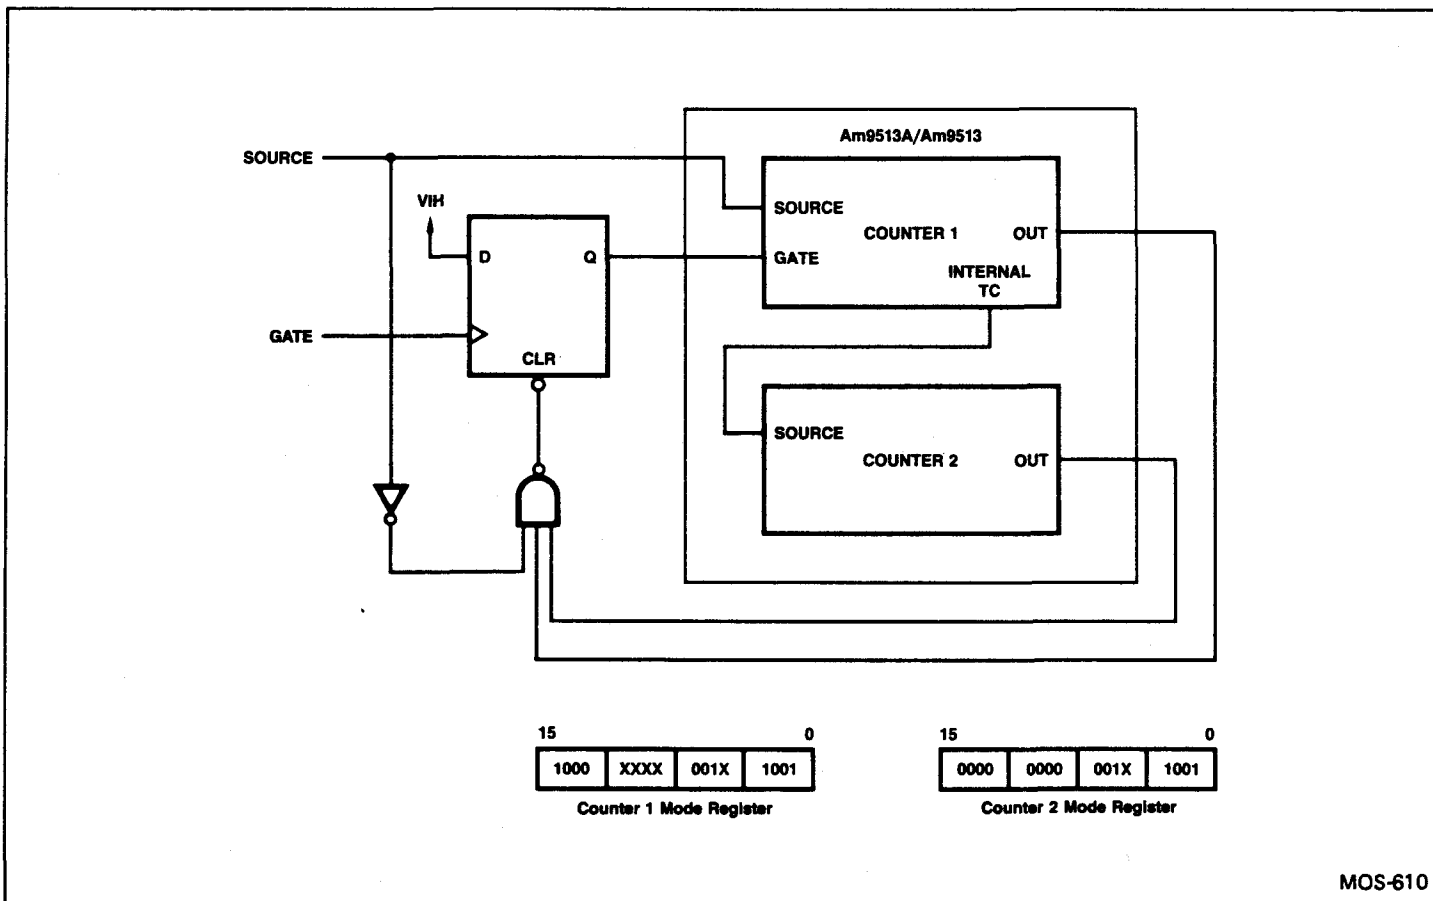 Am9513A/Am9513
SOURCE
VIH
SOURCE
COUNTER 1
OUT
D
Q
GATE
INTERNAL
TC
GATE
CLR
SOURCE
COUNTER 2
OUT
15
0
1000
XXXX
001X
1001
Counter 1 Mode Register
15
0
0000
0000
001X
1001
Counter 2 Mode Register
MOS-610